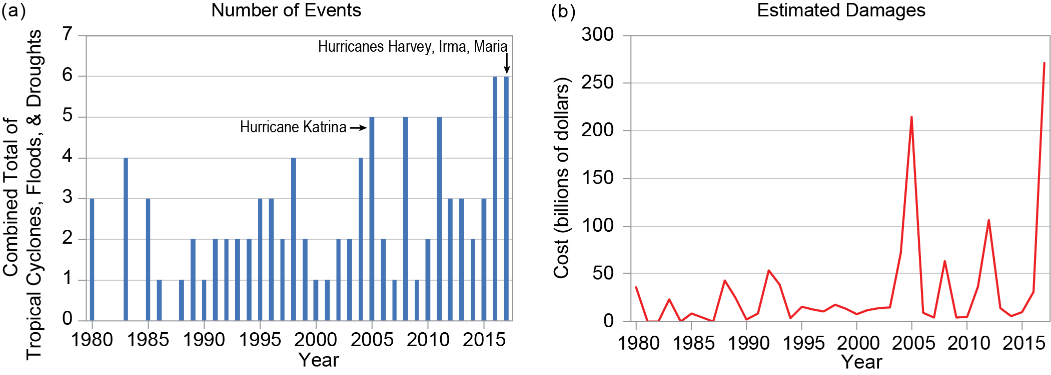 (a)
Number of Events
Combined Total of
Tropical Cyclones, Floods, & Droughts
7
6
5
4
3
2
1
0
Hurricanes Harvey, Irma, Maria
Hurricane Katrina
1980
1985
1990
1995
2000
2005
2010
2015
Year
(b)
Estimated Damages
Cost (billions of dollars)
300
250
200
150
100
50
0
1980
1985
1990
1995
2000
2005
2010
2015
Year